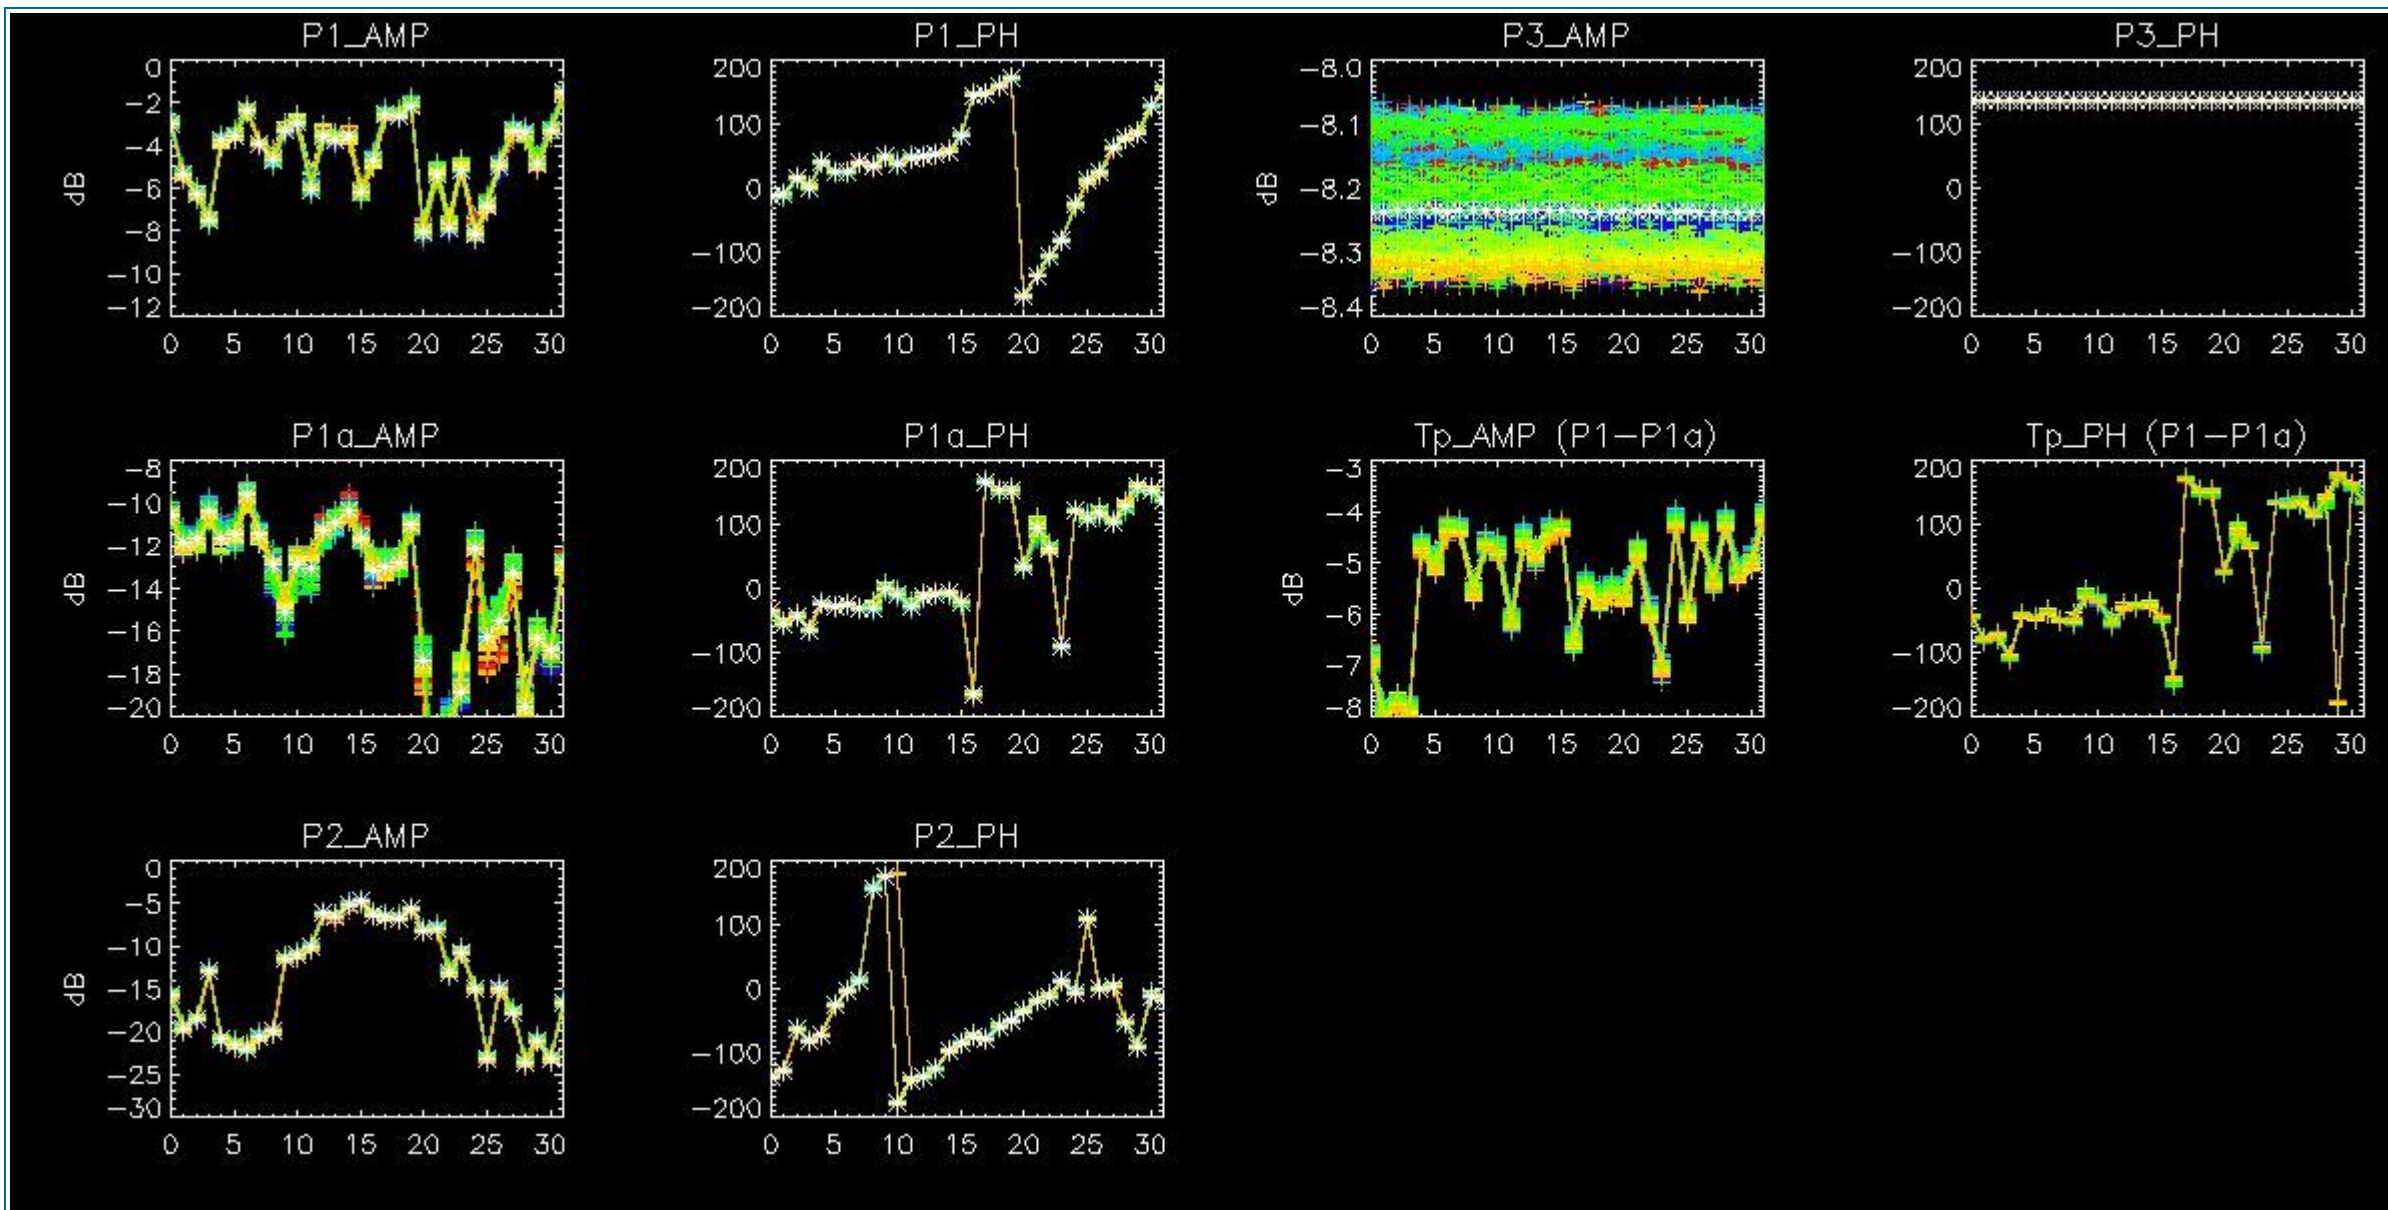 P1_AMP P1_PH P3_AMP P3_PH
0 200 -8.0 200
-2
100 -8.1 100
-4
dB -6 0 dB -8.2 0
-8
-100 -8.3 -100
-10
-12 -200 -8.4 -200
0 5 10 15 20 25 30 0 5 10 15 20 25 30 0 5 10 15 20 25 30 0 5 10 15 20 25 30
P1a_AMP P1a_PH Tp_AMP (P1-P1a) Tp_PH (P1-P1a)
-8 200 -3 200
-10
100 -4 100
-12
dB -14 0 dB -5 0
-6
-16
-100 -100
-18 -7
-20 -200 -8 -200
0 5 10 15 20 25 30 0 5 10 15 20 25 30 0 5 10 15 20 25 30 0 5 10 15 20 25 30
P2_AMP P2_PH
0 200
-5
100
-10
dB -15 0
-20
-100
-25
-30 -200
0 5 10 15 20 25 30 0 5 10 15 20 25 30